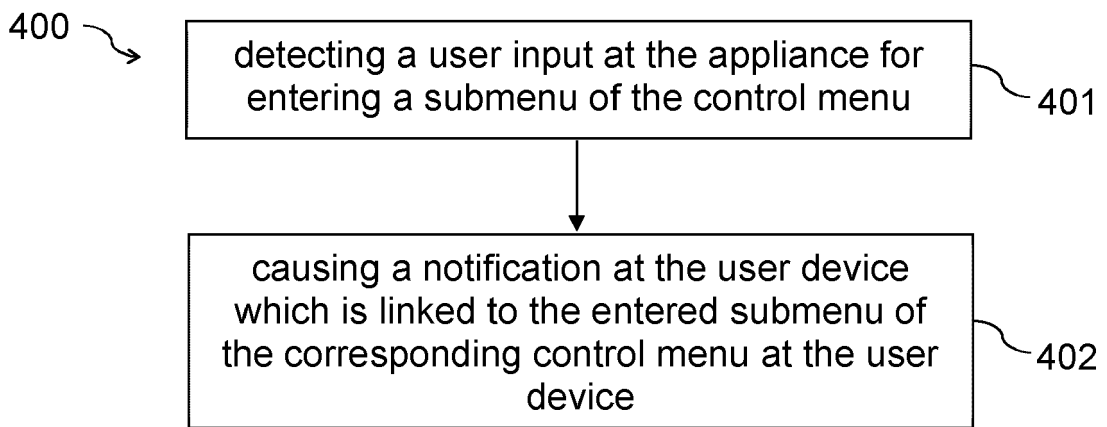 400
detecting a user input at the appliance for
entering a submenu of the control menu
401
causing a notification at the user device
which is linked to the entered submenu of
the corresponding control menu at the user
device
402